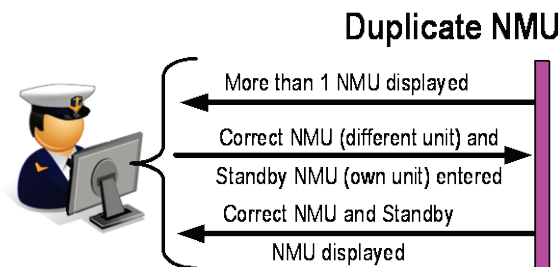 Duplicate NMU
More than 1 NMU displayed
Correct NMU (different unit) and
Standby NMU (own unit) entered
Correct NMU and Standby
NMU displayed